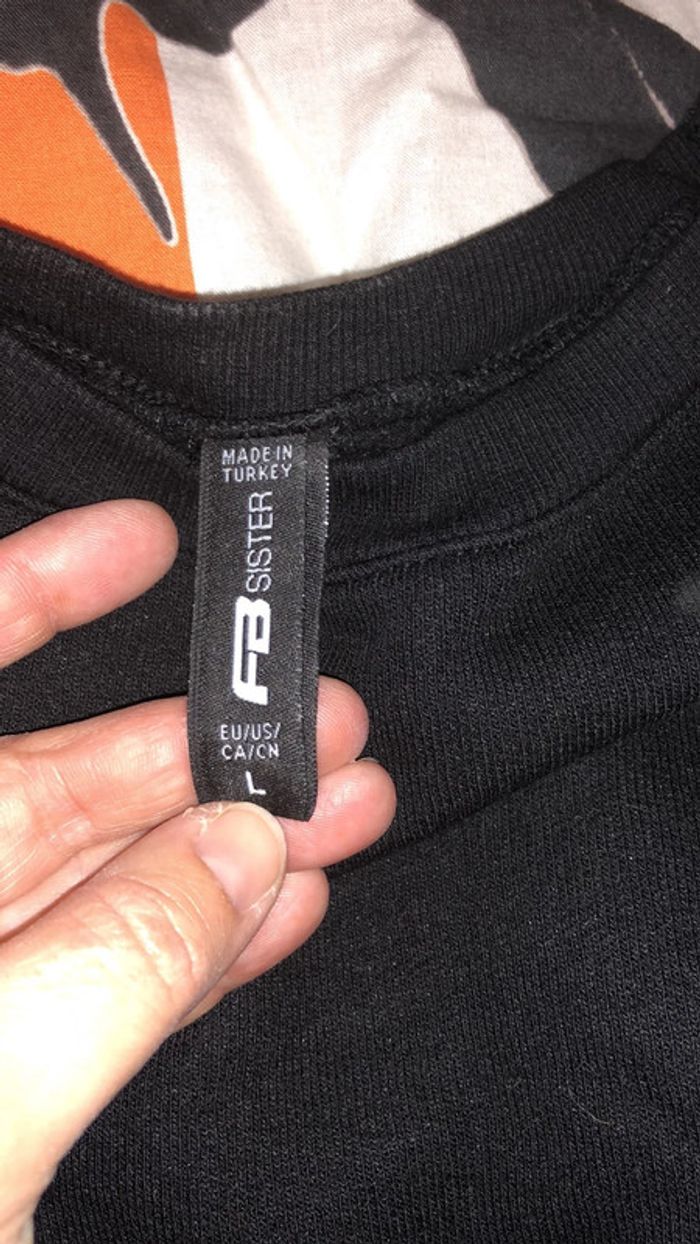 MADE IN
TURKEY
FB SISTER
EU/US/
CA/CN